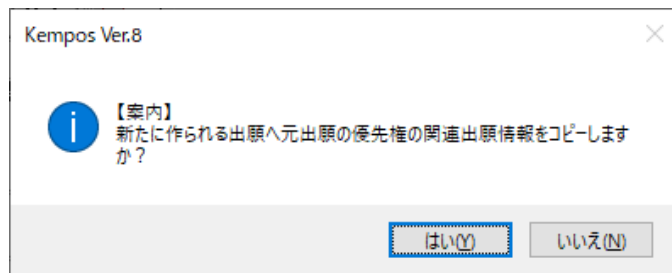 Kempos Ver.8
【案内】
新たに作られる出願へ元出願の優先権の関連出願情報をコピーします
か？
はい(Y)
いいえ(N)